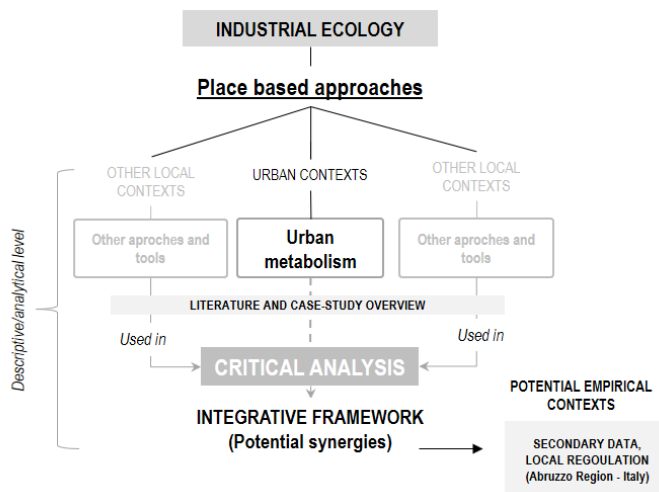 INDUSTRIAL ECOLOGY
Place based approaches
OTHER LOCAL
CONTEXTS
URBAN CONTEXTS
OTHER LOCAL
CONTEXTS
Other aproches and
tools
Urban
metabolism
Other aproches and
tools
Descriptive/analytical level
LITERATURE AND CASE-STUDY OVERVIEW
Used in
Used in
CRITICAL ANALYSIS
INTEGRATIVE FRAMEWORK
(Potential synergies)
POTENTIAL EMPIRICAL
CONTEXTS
SECONDARY DATA,
LOCAL REGOULATION
(Abruzzo Region - Italy)